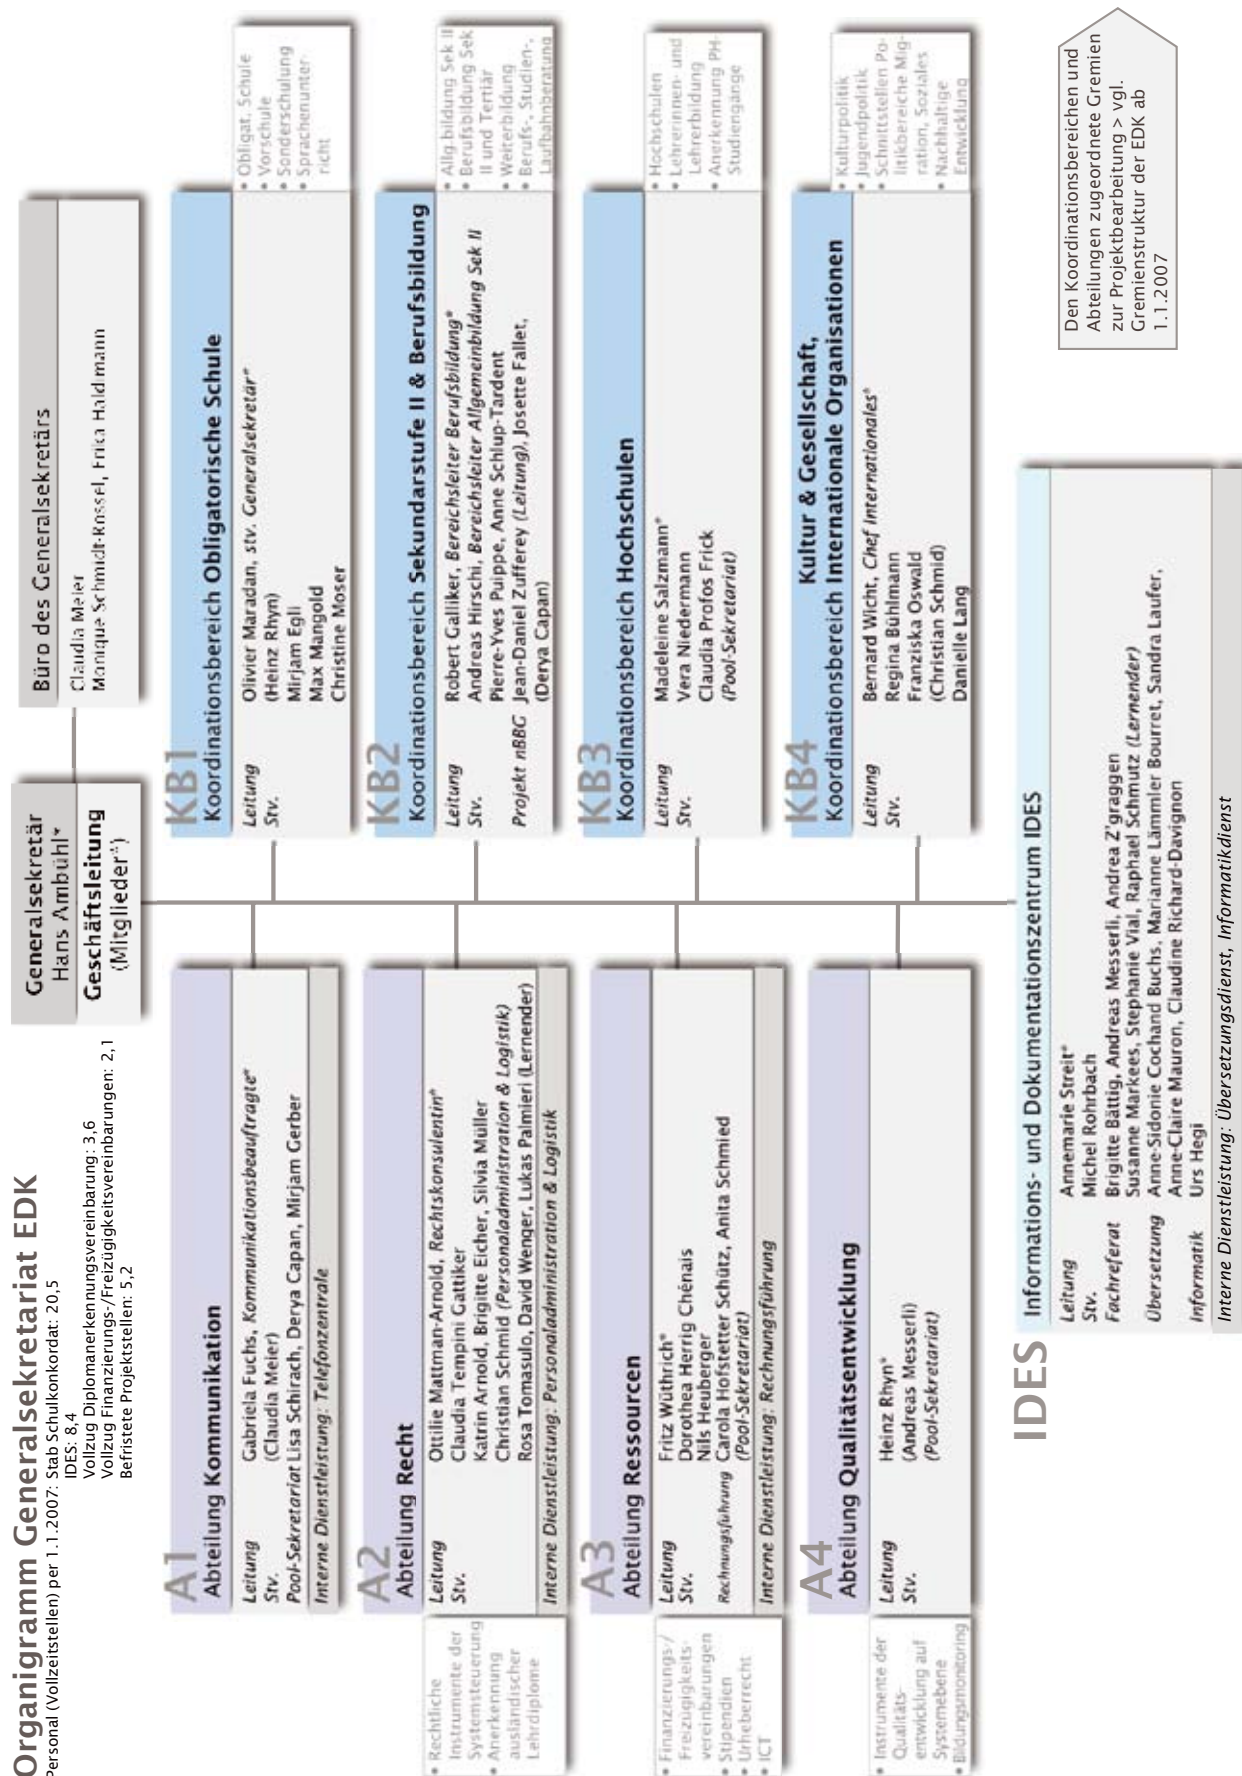 Organigramm Generalsekretariat EDK
Personal (Vollzeitstellen) per 1.1.2007: Stab Schulkonkordat: 20,5
IDES: 8,4
Vollzug Diplomanerkennungsvereinbarung: 3,6
Vollzug Finanzierungs-/Freizügigkeitsvereinbarungen: 2,1
Befristete Projektstellen: 5,2
Generalsekretär
Hans Ambühl*
Geschäftsleitung
(Mitglieder*)
Büro des Generalsekretärs
Claudia Meier
Monique Schmidt-Rossel, Erika Haldimann
A1
Abteilung Kommunikation
Leitung Gabriela Fuchs, Kommunikationsbeauftragte*
Stv. (Claudia Meier)
Pool-Sekretariat Lisa Schirach, Derya Capan, Mirjam Gerber
Interne Dienstleistung: Telefonzentrale
A2
Abteilung Recht
Leitung Ottilie Mattman-Arnold, Rechtskonsulentin*
Stv. Claudia Tempini Gattiker
Katrin Arnold, Brigitte Eicher, Silvia Müller
Christian Schmid (Personaladministration & Logistik)
Rosa Tomasulo, David Wenger, Lukas Palmieri (Lernender)
Interne Dienstleistung: Personaladministration & Logistik
• Rechtliche
Instrumente der
Systemsteuerung
• Anerkennung
ausländischer
Lehrdiplome
A3
Abteilung Ressourcen
Leitung Fritz Wüthrich*
Stv. Dorothea Herrig Chénais
Nils Heuberger
Rechnungsführung Carola Hofstetter Schütz, Anita Schmied
(Pool-Sekretariat)
Interne Dienstleistung: Rechnungsführung
• Finanzierungs-/
Freizügigkeits-
vereinbarungen
• Stipendien
• Urheberrecht
• ICT
A4
Abteilung Qualitätsentwicklung
Leitung Heinz Rhyn*
Stv. (Andreas Messerli)
(Pool-Sekretariat)
• Instrumente der
Qualitäts-
entwicklung auf
Systemebene
• Bildungsmonitoring
KB1
Koordinationsbereich Obligatorische Schule
Leitung Olivier Maradan, stv. Generalsekretär*
Stv. (Heinz Rhyn)
Mirjam Egli
Max Mangold
Christine Moser
• Obligat. Schule
• Vorschule
• Sonderschulung
• Sprachenunter-
richt
KB2
Koordinationsbereich Sekundarstufe II & Berufsbildung
Leitung Robert Galliker, Bereichsleiter Berufsbildung*
Stv. Andreas Hirschi, Bereichsleiter Allgemeinbildung Sek II
Pierre-Yves Puippe, Anne Schlup-Tardent
Projekt nBBG Jean-Daniel Zufferey (Leitung), Josette Fallet,
(Derya Capan)
• Allg.bildung Sek II
• Berufsbildung Sek
II und Tertiär
• Weiterbildung
• Berufs-, Studien-,
Laufbahnberatung
KB3
Koordinationsbereich Hochschulen
Leitung Madeleine Salzmann*
Stv. Vera Niedermann
Claudia Profos Frick
(Pool-Sekretariat)
• Hochschulen
• Lehrerinnen- und
Lehrerbildung
• Anerkennung PH-
Studiengänge
KB4
Kultur & Gesellschaft,
Koordinationsbereich Internationale Organisationen
Leitung Bernard Wicht, Chef Internationales*
Stv. Regina Bühlmann
Franziska Oswald
(Christian Schmid)
Danielle Lang
• Kulturpolitik
• Jugendpolitik
• Schnittstellen Po-
litikbereiche Mig-
ration, Soziales
• Nachhaltige
Entwicklung
IDES
Informations- und Dokumentationszentrum IDES
Leitung Annemarie Streit*
Stv. Michel Rohrbach
Fachreferat Brigitte Bättig, Andreas Messerli, Andrea Z'graggen
Susanne Markees, Stephanie Vial, Raphael Schmutz (Lernender)
Übersetzung Anne-Sidonie Cochand Buchs, Marianne Lämmler Bourret, Sandra Laufer,
Anne-Claire Mauron, Claudine Richard-Davignon
Informatik Urs Hegi
Interne Dienstleistung: Übersetzungsdienst, Informatikdienst
Den Koordinationsbereichen und
Abteilungen zugeordnete Gremien
zur Projektbearbeitung > vgl.
Gremienstruktur der EDK ab
1.1.2007